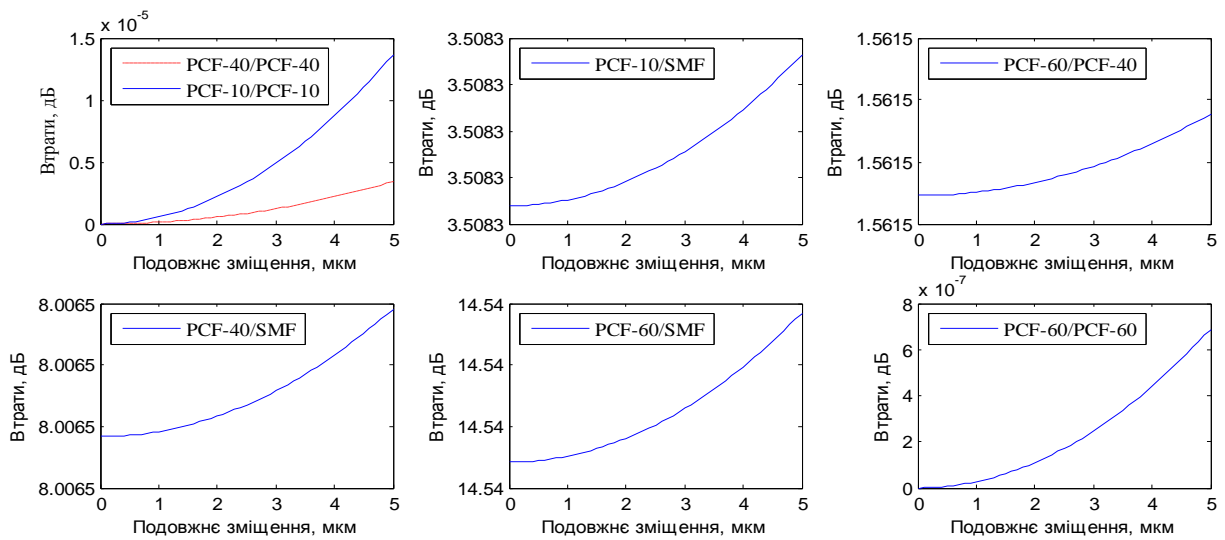 x 10^-5
1.5
1
0.5
0
Втрати, дБ
PCF-40/PCF-40
PCF-10/PCF-10
0 1 2 3 4 5
Подовжнє зміщення, мкм
3.5083
3.5083
3.5083
3.5083
3.5083
Втрати, дБ
PCF-10/SMF
0 1 2 3 4 5
Подовжнє зміщення, мкм
1.5615
1.5615
1.5615
1.5615
Втрати, дБ
PCF-60/PCF-40
0 1 2 3 4 5
Подовжнє зміщення, мкм
8.0065
8.0065
8.0065
8.0065
Втрати, дБ
PCF-40/SMF
0 1 2 3 4 5
Подовжнє зміщення, мкм
14.54
14.54
14.54
14.54
Втрати, дБ
PCF-60/SMF
0 1 2 3 4 5
Подовжнє зміщення, мкм
x 10^-7
8
6
4
2
0
Втрати, дБ
PCF-60/PCF-60
0 1 2 3 4 5
Подовжнє зміщення, мкм